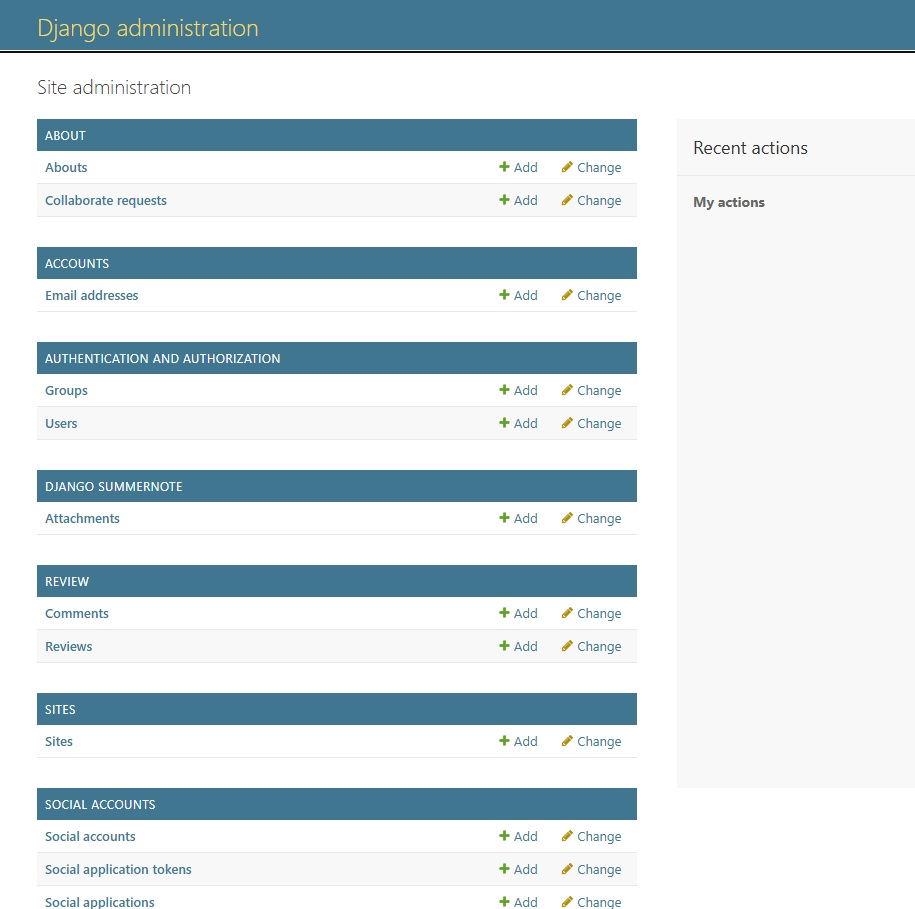 Django administration
Site administration
ABOUT
Abouts Add Change
Collaborate requests Add Change
ACCOUNTS
Email addresses Add Change
AUTHENTICATION AND AUTHORIZATION
Groups Add Change
Users Add Change
DJANGO SUMMERNOTE
Attachments Add Change
REVIEW
Comments Add Change
Reviews Add Change
SITES
Sites Add Change
SOCIAL ACCOUNTS
Social accounts Add Change
Social application tokens Add Change
Social applications Add Change
Recent actions
My actions